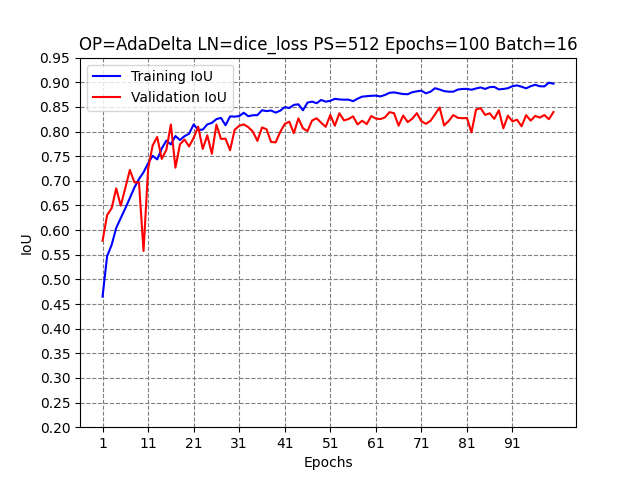 OP=AdaDelta LN=dice_loss PS=512 Epochs=100 Batch=16
Training IoU
Validation IoU
0.95
0.90
0.85
0.80
0.75
0.70
0.65
0.60
0.55
0.50
0.45
0.40
0.35
0.30
0.25
0.20
IoU
1 11 21 31 41 51 61 71 81 91
Epochs